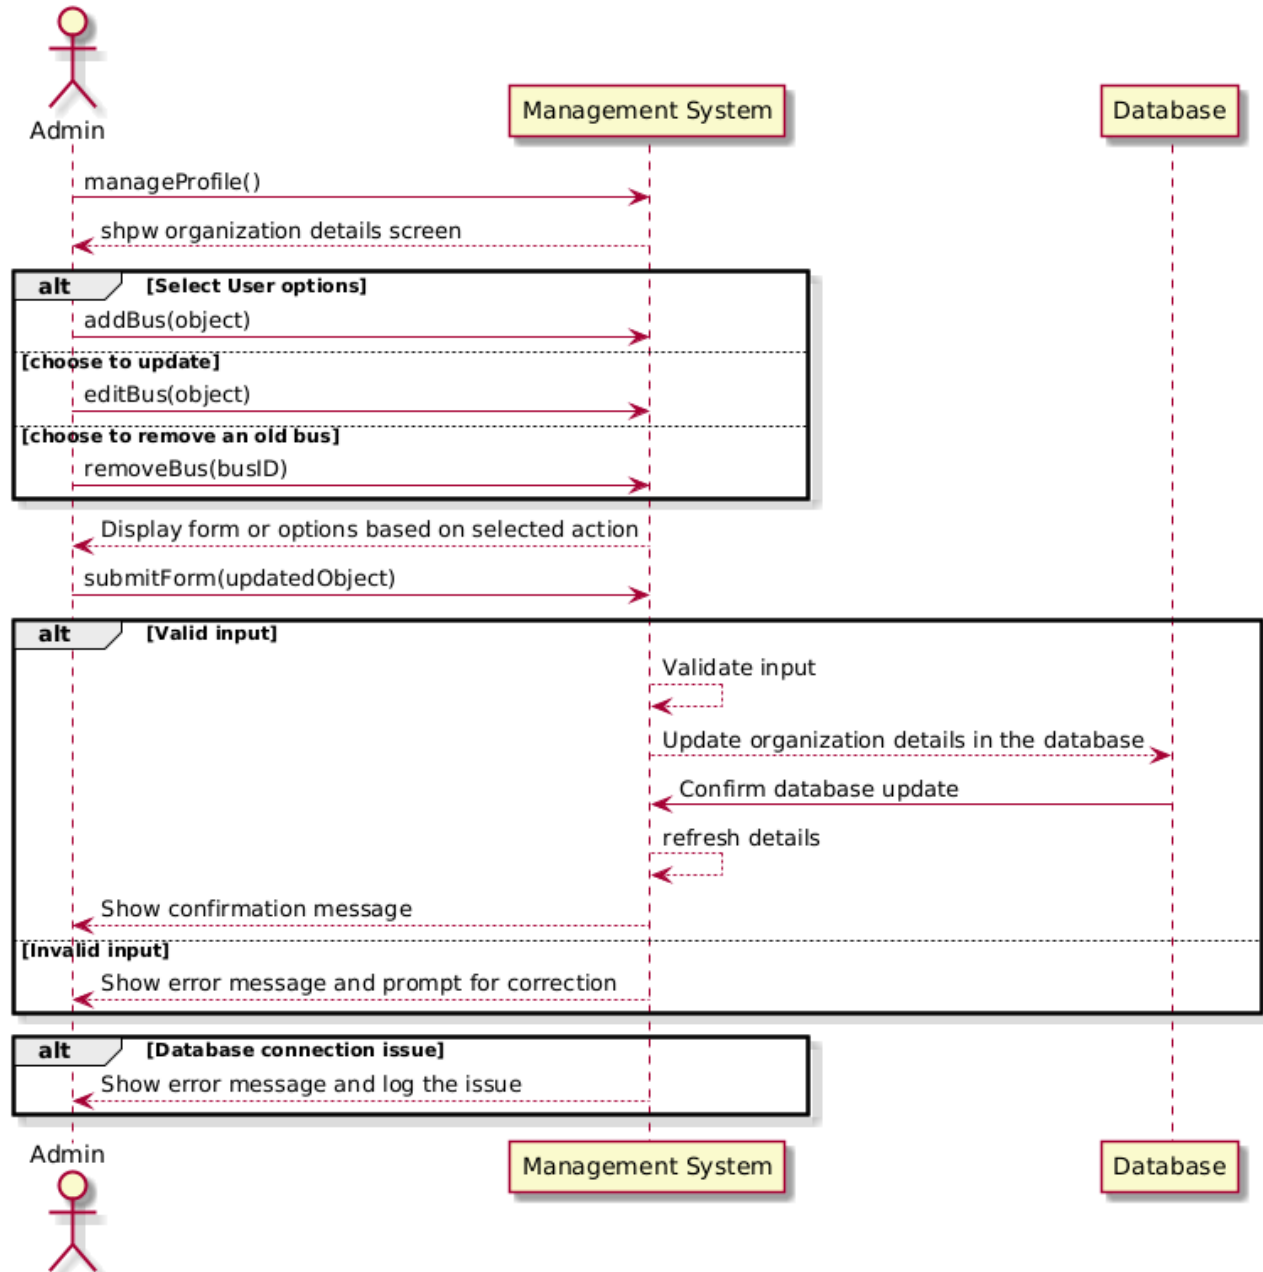 Admin
Management System
Database
manageProfile()
shpw organization details screen
alt [Select User options]
addBus(object)
[choose to update]
editBus(object)
[choose to remove an old bus]
removeBus(busID)
Display form or options based on selected action
submitForm(updatedObject)
alt [Valid input]
Validate input
Update organization details in the database
Confirm database update
refresh details
Show confirmation message
[Invalid input]
Show error message and prompt for correction
alt [Database connection issue]
Show error message and log the issue
Admin
Management System
Database